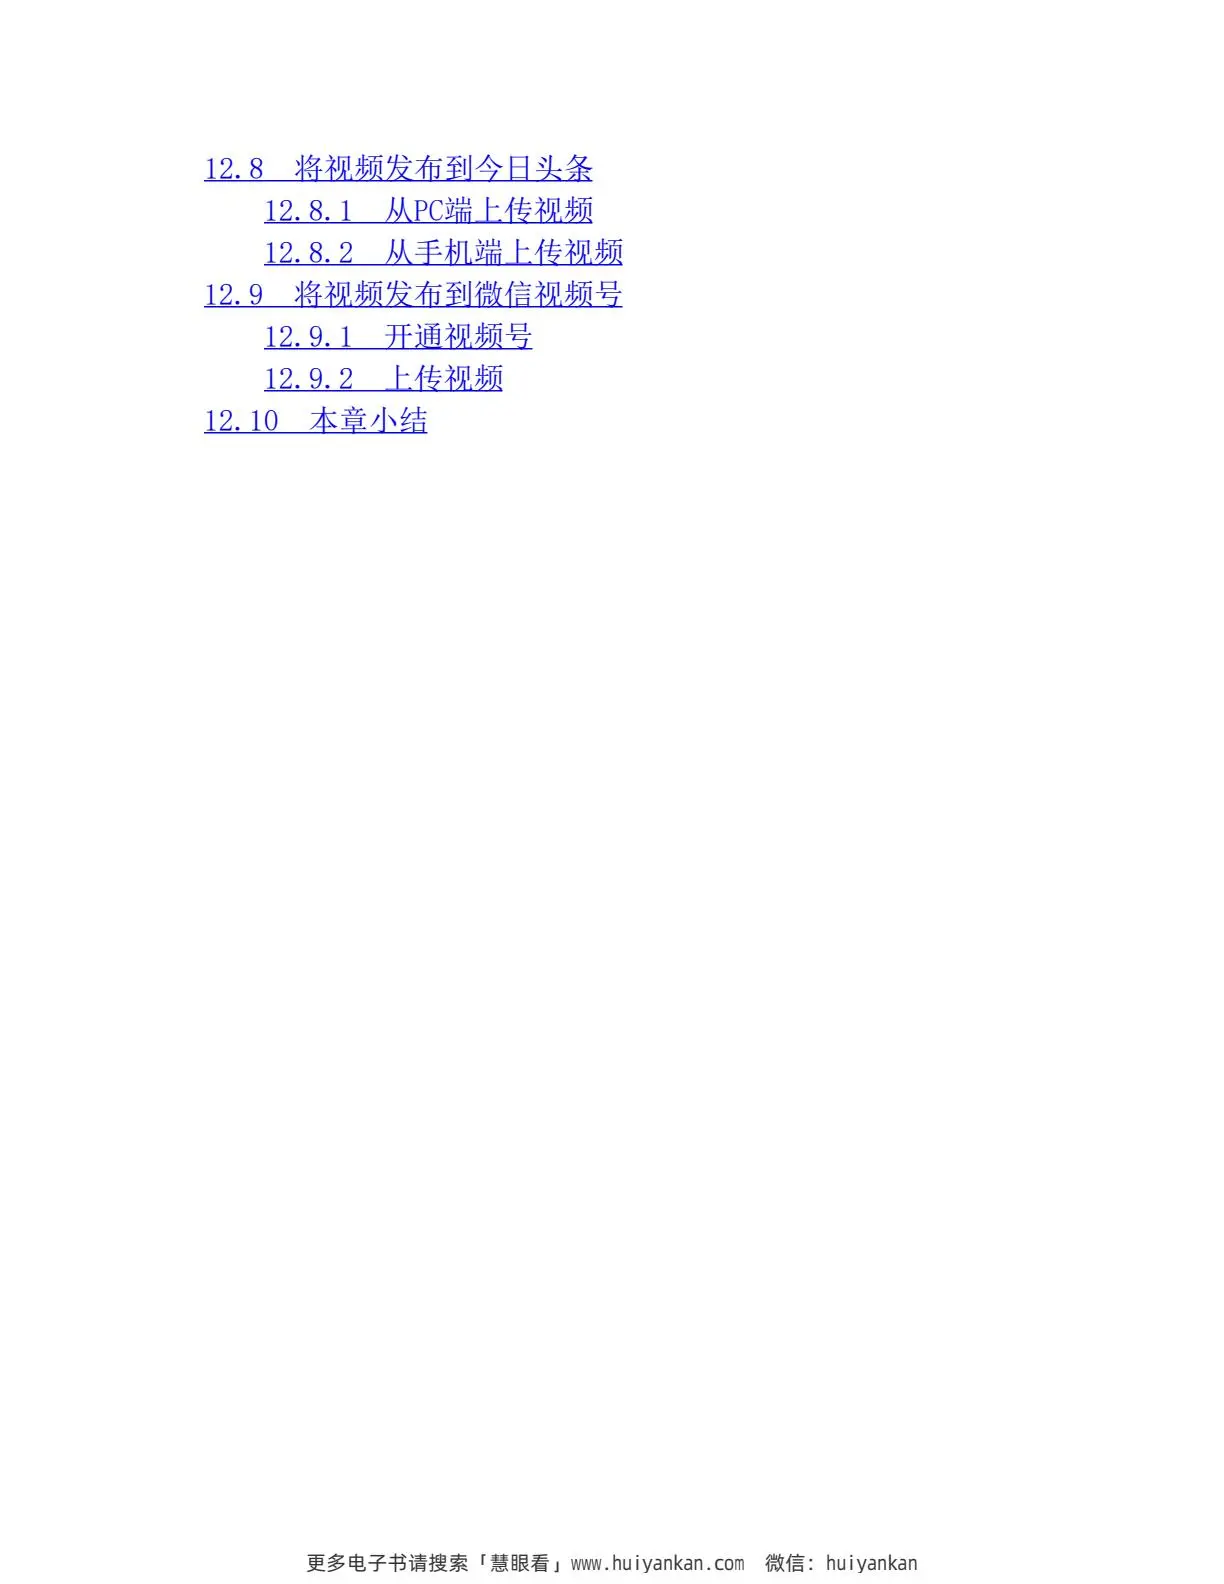 12.8　将视频发布到今日头条
12.8.1　从PC端上传视频
12.8.2　从手机端上传视频
12.9　将视频发布到微信视频号
12.9.1　开通视频号
12.9.2　上传视频
12.10　本章小结
更多电子书请搜索「慧眼看」www.huiyankan.com　微信：huiyankan